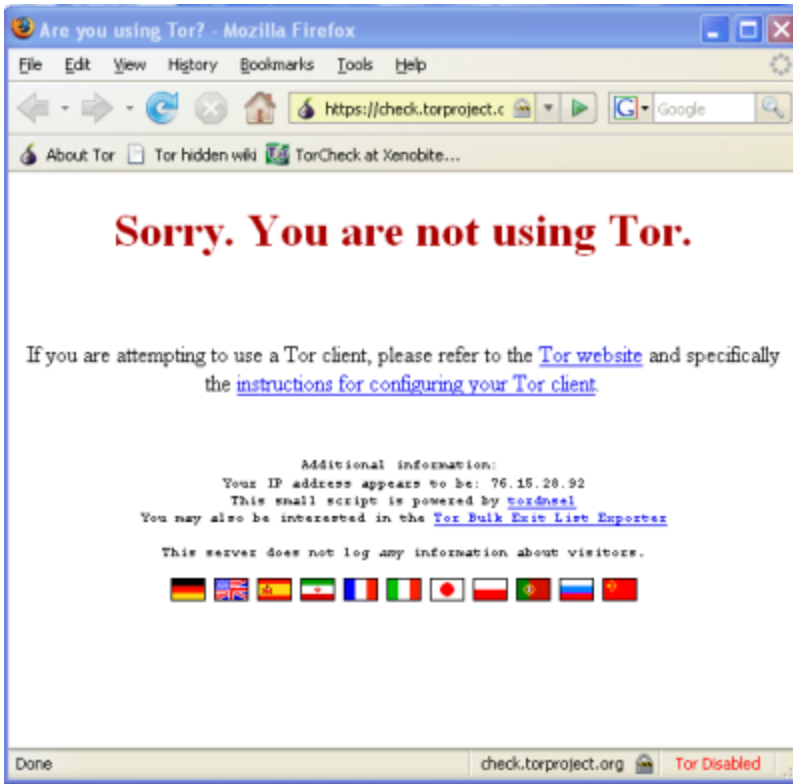 Are you using Tor? - Mozilla Firefox
File Edit View History Bookmarks Tools Help
https://check.torproject.c
G Google
About Tor Tor hidden wiki TorCheck at Xenobite...
Sorry. You are not using Tor.
If you are attempting to use a Tor client, please refer to the Tor website and specifically
the instructions for configuring your Tor client.
Additional information:
Your IP address appears to be: 76.15.28.92
This small script is powered by tordnsel
You may also be interested in the Tor Bulk Exit List Exporter
This server does not log any information about visitors.
Done check.torproject.org Tor Disabled